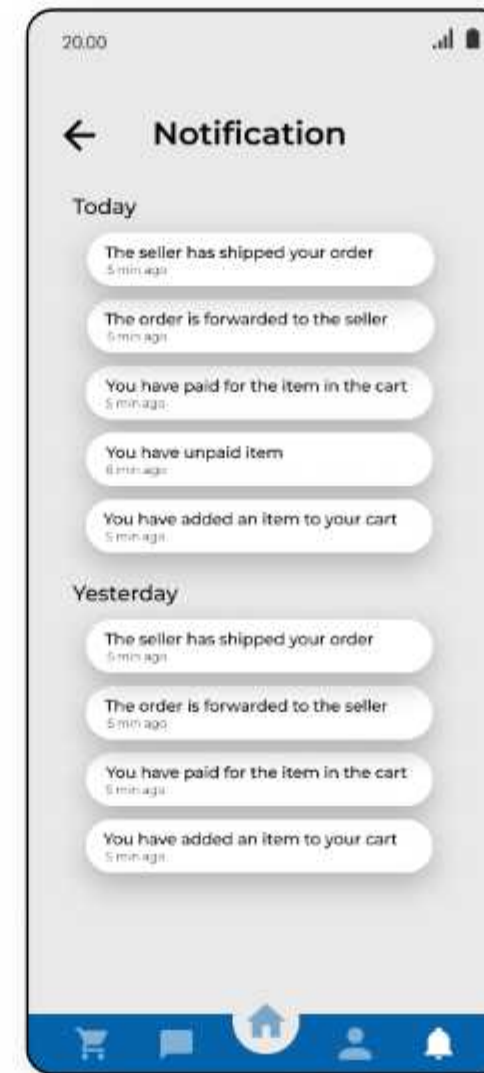 20.00
Notification
Today
The seller has shipped your order
5 min ago
The order is forwarded to the seller
5 min ago
You have paid for the item in the cart
5 min ago
You have unpaid item
6 min ago
You have added an item to your cart
5 min ago
Yesterday
The seller has shipped your order
5 min ago
The order is forwarded to the seller
5 min ago
You have paid for the item in the cart
5 min ago
You have added an item to your cart
5 min ago